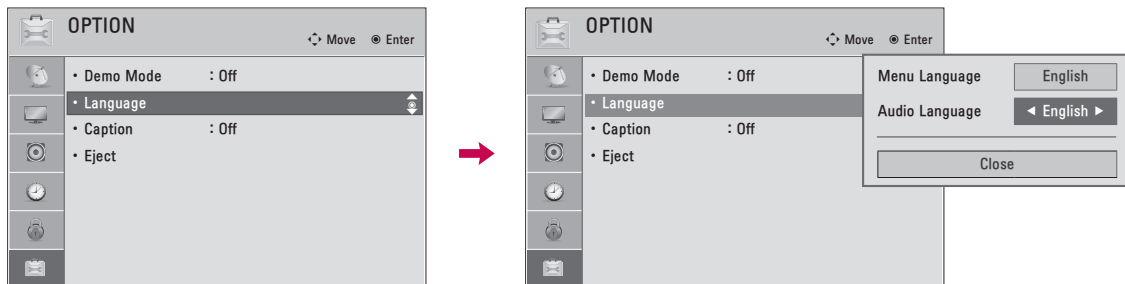 OPTION
Move Enter
• Demo Mode : Off
• Language
• Caption : Off
• Eject
OPTION
Move Enter
• Demo Mode : Off
• Language
• Caption : Off
• Eject
Menu Language English
Audio Language ◄ English ►
Close